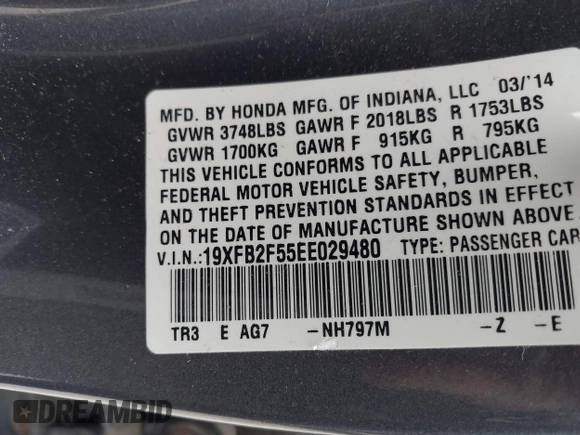 MFD. BY HONDA MFG. OF INDIANA, LLC 03/'14
GVWR 3748LBS GAWR F 2018LBS R 1753LBS
GVWR 1700KG GAWR F 915KG R 795KG
THIS VEHICLE CONFORMS TO ALL APPLICABLE
FEDERAL MOTOR VEHICLE SAFETY, BUMPER,
AND THEFT PREVENTION STANDARDS IN EFFECT
ON THE DATE OF MANUFACTURE SHOWN ABOVE
V.I.N.:19XFB2F55EE029480 TYPE: PASSENGER CAR
TR3 E AG7 -NH797M -Z -E
DREAMBID